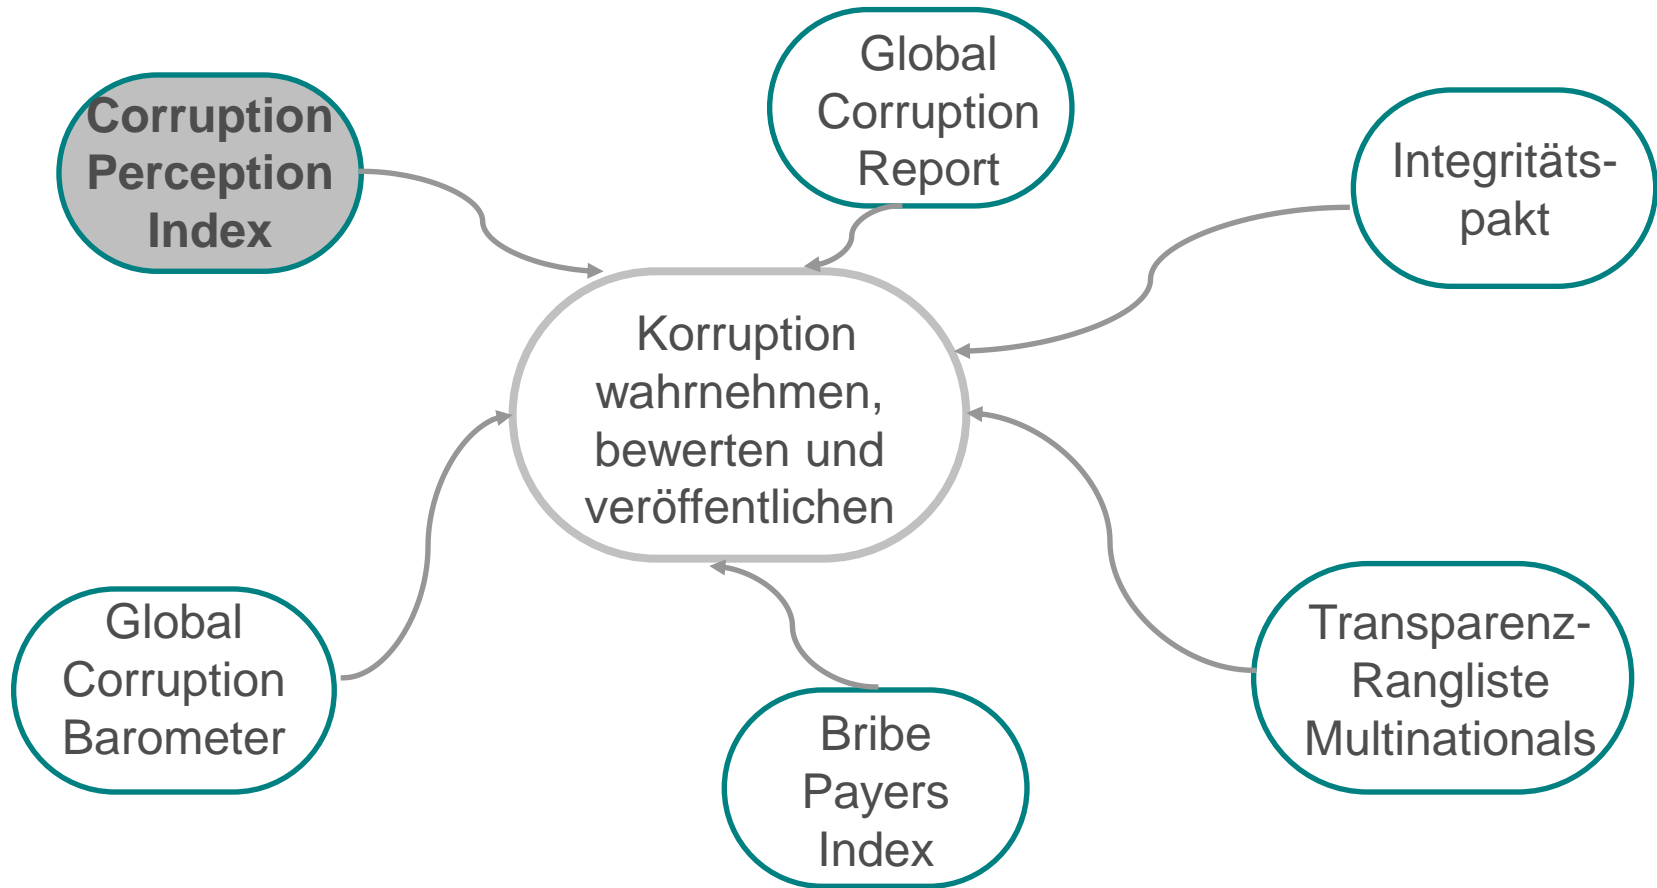 Corruption
Perception
Index
Global
Corruption
Report
Integritäts-
pakt
Korruption
wahrnehmen,
bewerten und
veröffentlichen
Global
Corruption
Barometer
Bribe
Payers
Index
Transparenz-
Rangliste
Multinationals